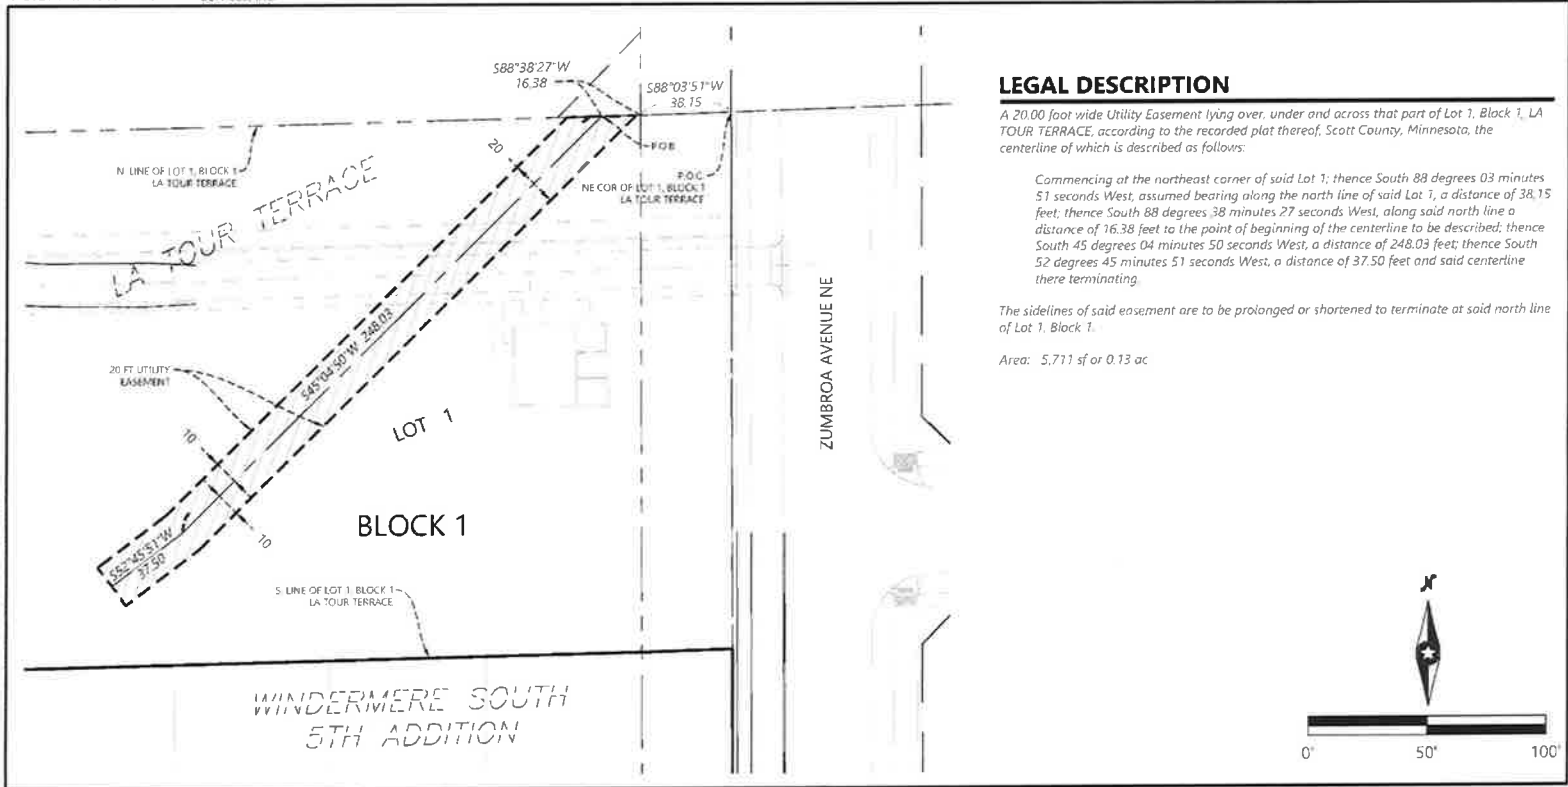 S88°38'27"W
16.38
S88°03'51"W
38.15
20
P.O.B.
P.O.C.
NE COR OF LOT 1, BLOCK 1
LA TOUR TERRACE
N. LINE OF LOT 1, BLOCK 1
LA TOUR TERRACE
LA TOUR TERRACE
S45°04'50"W 248.03
20 FT UTILITY
EASEMENT
10
10
LOT 1
BLOCK 1
S52°45'51"W
37.50
S. LINE OF LOT 1, BLOCK 1
LA TOUR TERRACE
WINDERMERE SOUTH
5TH ADDITION
ZUMBROA AVENUE NE
LEGAL DESCRIPTION
A 20.00 foot wide Utility Easement lying over, under and across that part of Lot 1, Block 1, LA
TOUR TERRACE, according to the recorded plat thereof, Scott County, Minnesota, the
centerline of which is described as follows:
Commencing at the northeast corner of said Lot 1; thence South 88 degrees 03 minutes
51 seconds West, assumed bearing along the north line of said Lot 1, a distance of 38.15
feet; thence South 88 degrees 38 minutes 27 seconds West, along said north line a
distance of 16.38 feet to the point of beginning of the centerline to be described; thence
South 45 degrees 04 minutes 50 seconds West, a distance of 248.03 feet; thence South
52 degrees 45 minutes 51 seconds West, a distance of 37.50 feet and said centerline
there terminating.
The sidelines of said easement are to be prolonged or shortened to terminate at said north line
of Lot 1, Block 1.
Area: 5,711 sf or 0.13 ac
N
0' 50' 100'